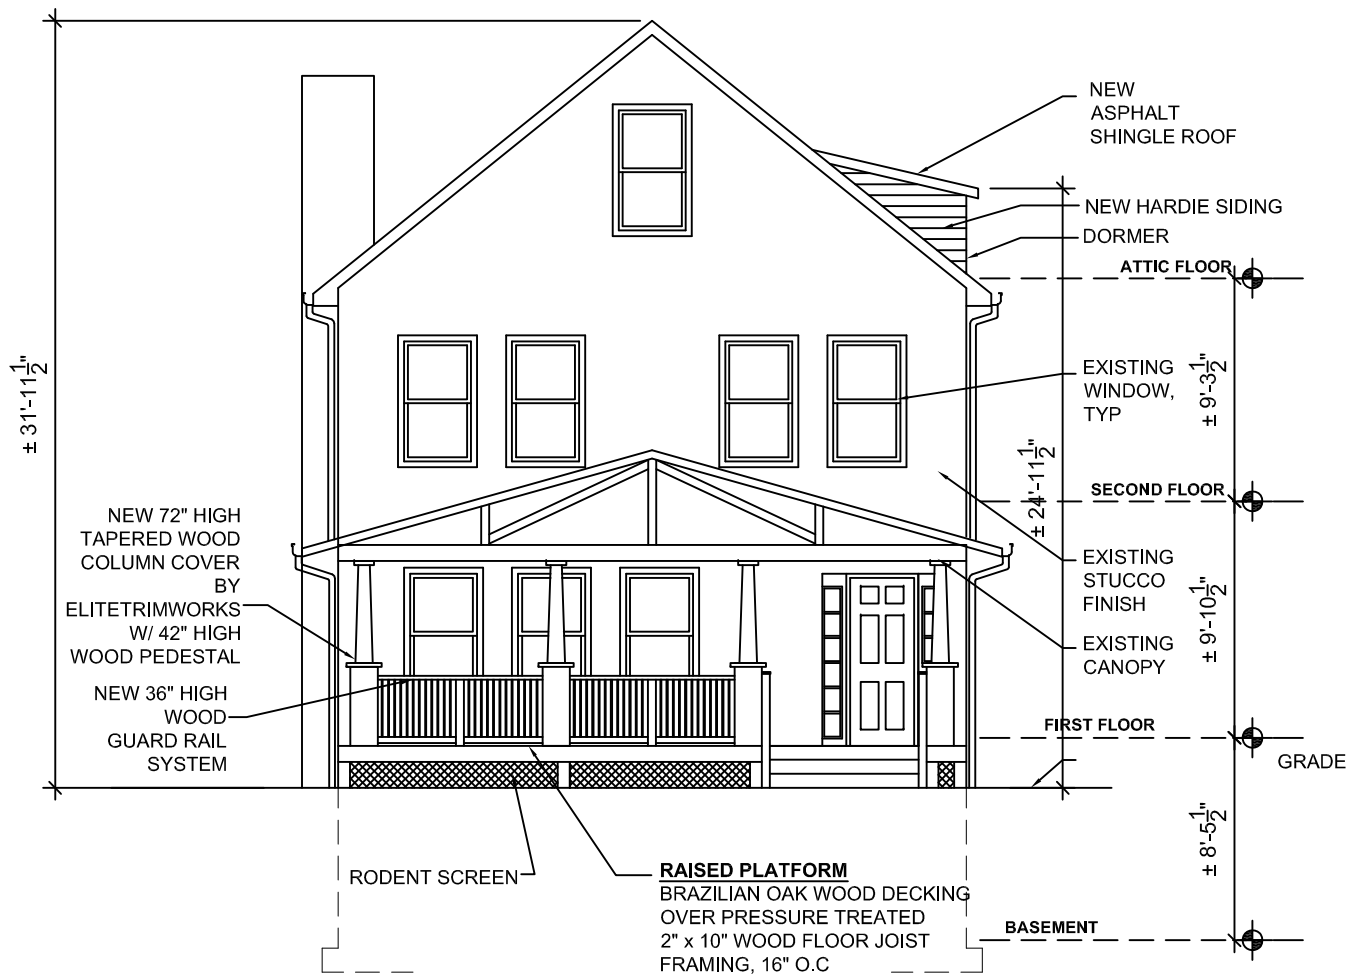 NEW
ASPHALT
SHINGLE ROOF
NEW HARDIE SIDING
DORMER
ATTIC FLOOR
± 31'-11 1/2"
EXISTING
WINDOW,
TYP
± 9'-3 1/2"
± 24'-11 1/2"
SECOND FLOOR
NEW 72" HIGH
TAPERED WOOD
COLUMN COVER
BY
ELITETRIMWORKS
W/ 42" HIGH
WOOD PEDESTAL
EXISTING
STUCCO
FINISH
± 9'-10 1/2"
EXISTING
CANOPY
NEW 36" HIGH
WOOD
GUARD RAIL
SYSTEM
FIRST FLOOR
GRADE
± 8'-5 1/2"
RODENT SCREEN
RAISED PLATFORM
BRAZILIAN OAK WOOD DECKING
OVER PRESSURE TREATED
2" x 10" WOOD FLOOR JOIST
FRAMING, 16" O.C
BASEMENT